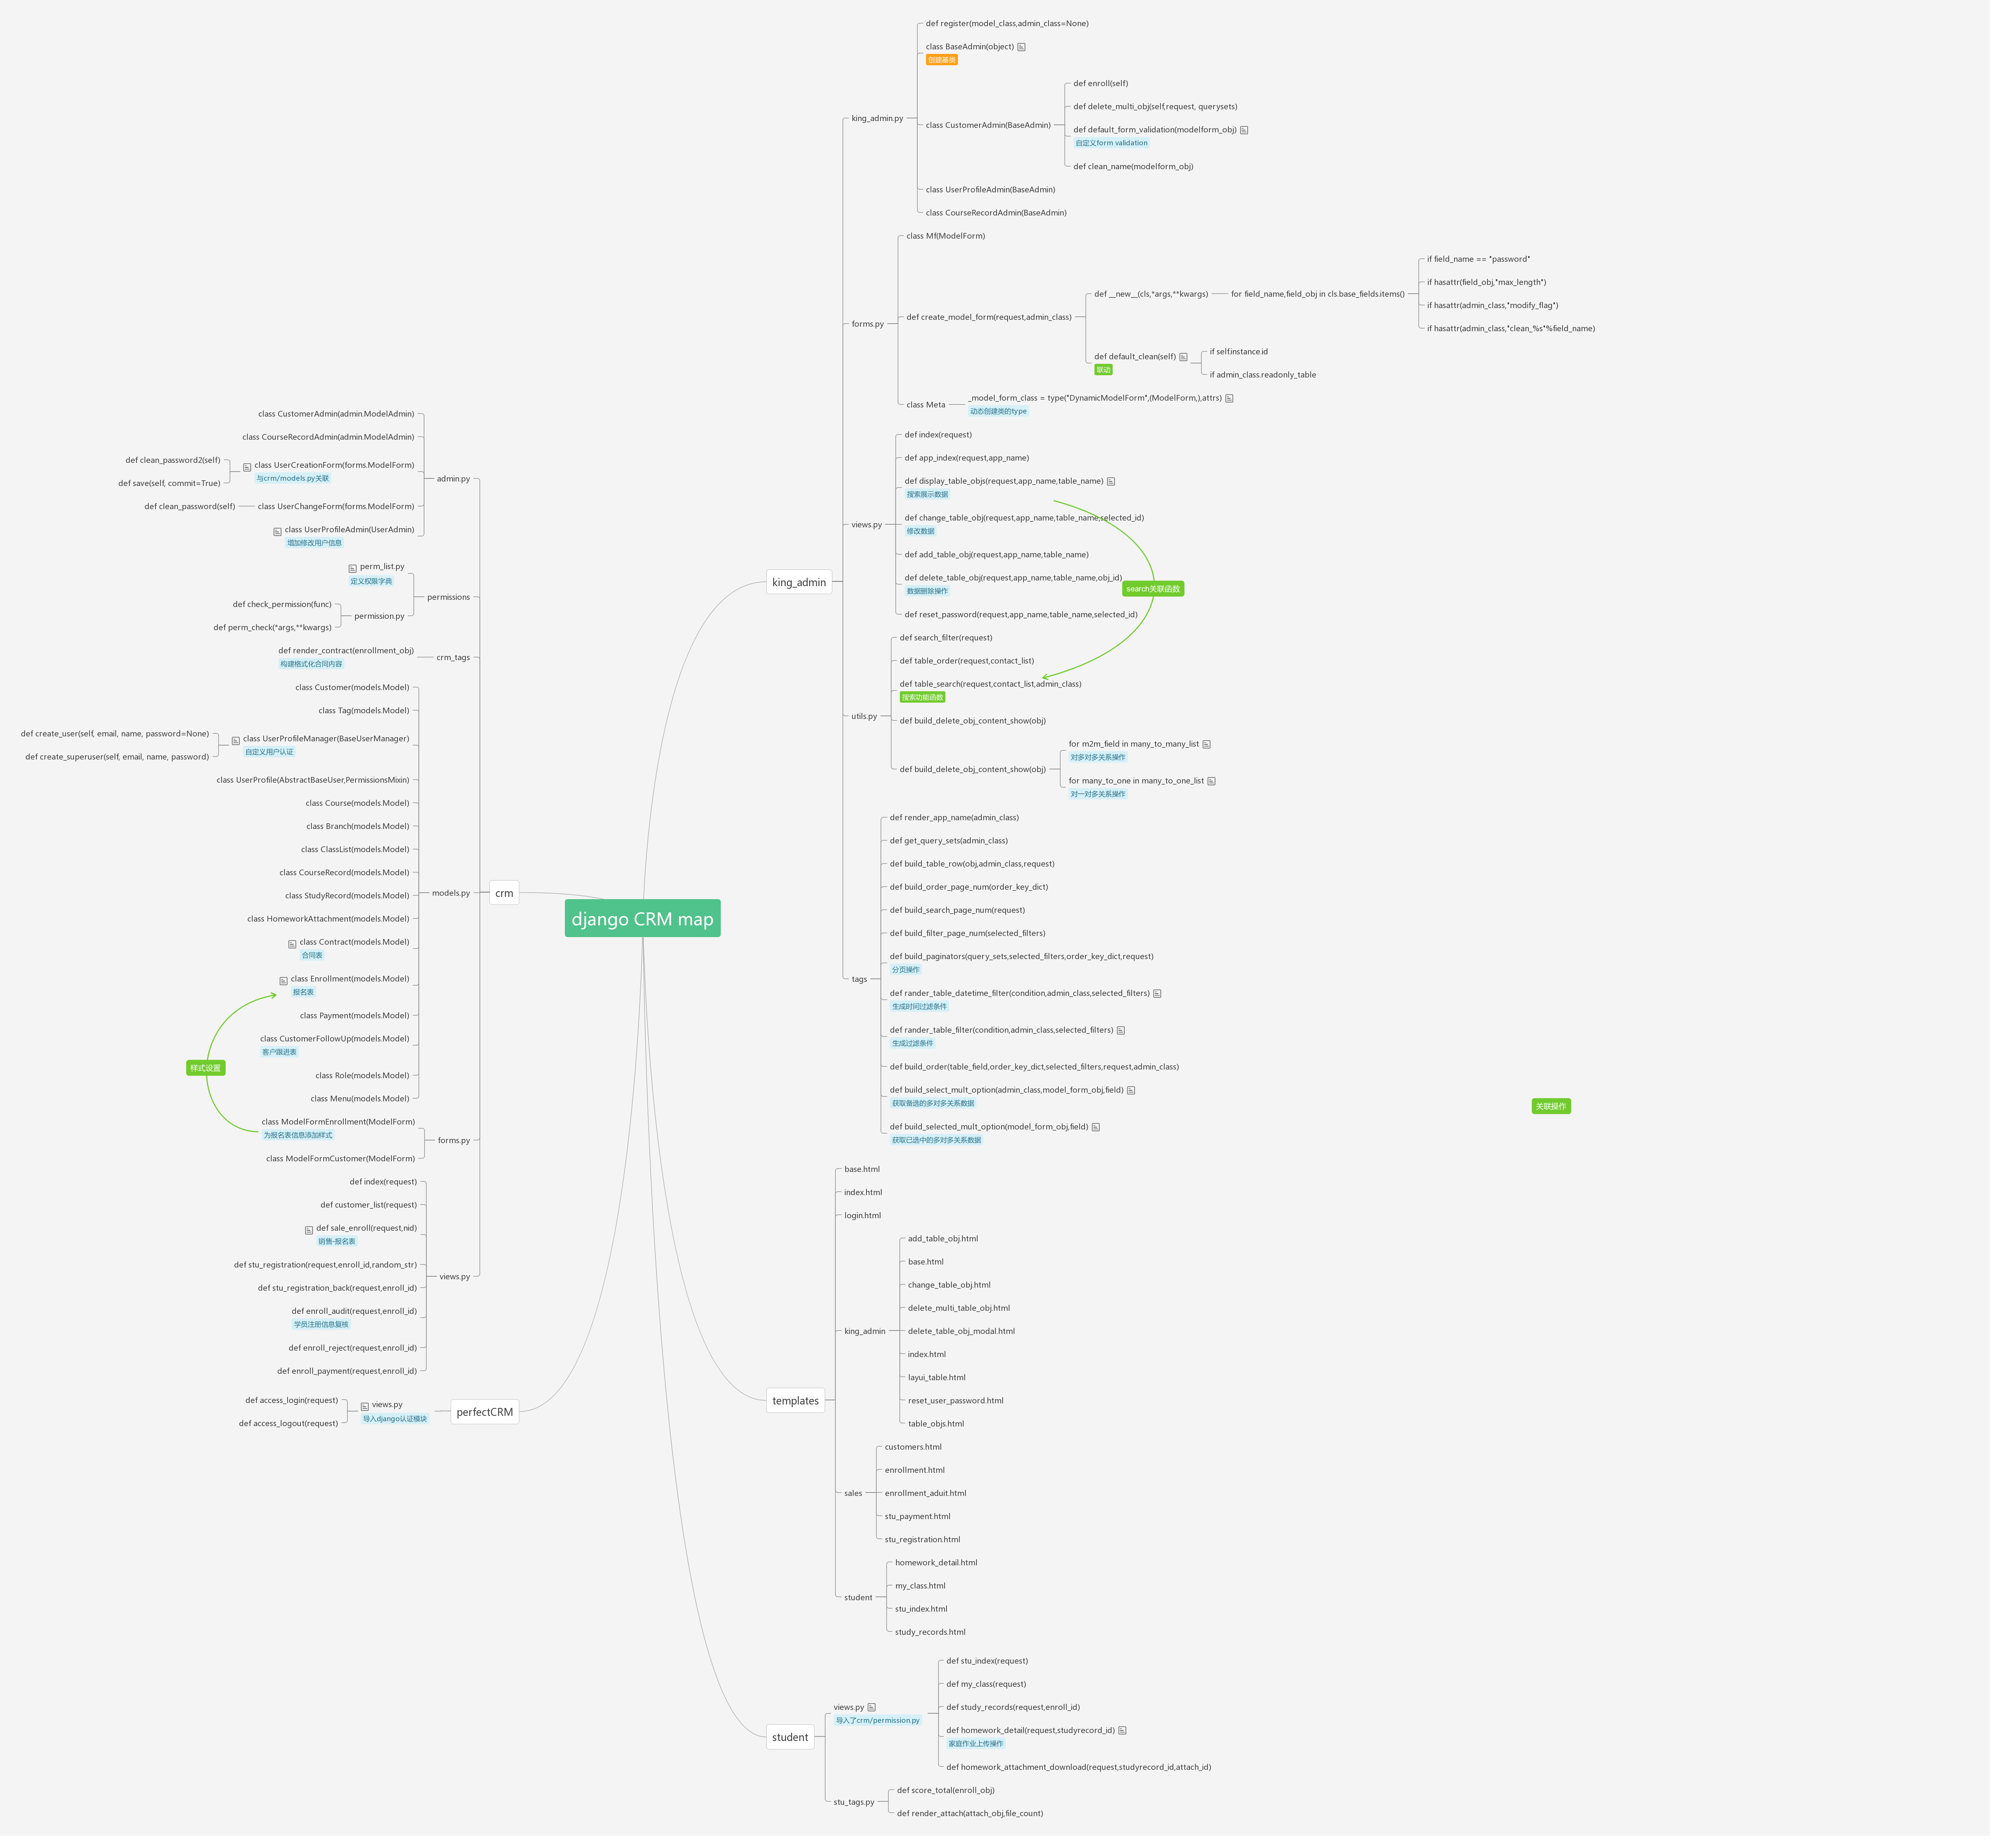 django CRM map
king_admin
king_admin.py
def register(model_class,admin_class=None)
class BaseAdmin(object)
创建基类
class CustomerAdmin(BaseAdmin)
def enroll(self)
def delete_multi_obj(self,request, querysets)
def default_form_validation(modelform_obj)
自定义form validation
def clean_name(modelform_obj)
class UserProfileAdmin(BaseAdmin)
class CourseRecordAdmin(BaseAdmin)
forms.py
class Mf(ModelForm)
def create_model_form(request,admin_class)
def __new__(cls,*args,**kwargs)
for field_name,field_obj in cls.base_fields.items()
if field_name == "password"
if hasattr(field_obj,"max_length")
if hasattr(admin_class,"modify_flag")
if hasattr(admin_class,"clean_%s"%field_name)
def default_clean(self)
联动
if self.instance.id
if admin_class.readonly_table
class Meta
_model_form_class = type("DynamicModelForm",(ModelForm,),attrs)
动态创建类的type
views.py
def index(request)
def app_index(request,app_name)
def display_table_objs(request,app_name,table_name)
搜索展示数据
def change_table_obj(request,app_name,table_name,selected_id)
修改数据
def add_table_obj(request,app_name,table_name)
def delete_table_obj(request,app_name,table_name,obj_id)
数据删除操作
def reset_password(request,app_name,table_name,selected_id)
search关联函数
utils.py
def search_filter(request)
def table_order(request,contact_list)
def table_search(request,contact_list,admin_class)
搜索功能函数
def build_delete_obj_content_show(obj)
def build_delete_obj_content_show(obj)
for m2m_field in many_to_many_list
对多对多关系操作
for many_to_one in many_to_one_list
对一对多关系操作
tags
def render_app_name(admin_class)
def get_query_sets(admin_class)
def build_table_row(obj,admin_class,request)
def build_order_page_num(order_key_dict)
def build_search_page_num(request)
def build_filter_page_num(selected_filters)
def build_paginators(query_sets,selected_filters,order_key_dict,request)
分页操作
def rander_table_datetime_filter(condition,admin_class,selected_filters)
生成时间过滤条件
def rander_table_filter(condition,admin_class,selected_filters)
生成过滤条件
def build_order(table_field,order_key_dict,selected_filters,request,admin_class)
def build_select_mult_option(admin_class,model_form_obj,field)
获取备选的多对多关系数据
def build_selected_mult_option(model_form_obj,field)
获取已选中的多对多关系数据
关联操作
templates
base.html
index.html
login.html
king_admin
add_table_obj.html
base.html
change_table_obj.html
delete_multi_table_obj.html
delete_table_obj_modal.html
index.html
layui_table.html
reset_user_password.html
table_objs.html
sales
customers.html
enrollment.html
enrollment_aduit.html
stu_payment.html
stu_registration.html
student
homework_detail.html
my_class.html
stu_index.html
study_records.html
student
views.py
导入了crm/permission.py
def stu_index(request)
def my_class(request)
def study_records(request,enroll_id)
def homework_detail(request,studyrecord_id)
家庭作业上传操作
def homework_attachment_download(request,studyrecord_id,attach_id)
stu_tags.py
def score_total(enroll_obj)
def render_attach(attach_obj,file_count)
crm
admin.py
class CustomerAdmin(admin.ModelAdmin)
class CourseRecordAdmin(admin.ModelAdmin)
class UserCreationForm(forms.ModelForm)
与crm/models.py关联
def clean_password2(self)
def save(self, commit=True)
class UserChangeForm(forms.ModelForm)
def clean_password(self)
class UserProfileAdmin(UserAdmin)
增加修改用户信息
permissions
perm_list.py
定义权限字典
permission.py
def check_permission(func)
def perm_check(*args,**kwargs)
crm_tags
def render_contract(enrollment_obj)
构建格式化合同内容
models.py
class Customer(models.Model)
class Tag(models.Model)
class UserProfileManager(BaseUserManager)
自定义用户认证
def create_user(self, email, name, password=None)
def create_superuser(self, email, name, password)
class UserProfile(AbstractBaseUser,PermissionsMixin)
class Course(models.Model)
class Branch(models.Model)
class ClassList(models.Model)
class CourseRecord(models.Model)
class StudyRecord(models.Model)
class HomeworkAttachment(models.Model)
class Contract(models.Model)
合同表
class Enrollment(models.Model)
报名表
class Payment(models.Model)
class CustomerFollowUp(models.Model)
客户跟进表
class Role(models.Model)
class Menu(models.Model)
样式设置
forms.py
class ModelFormEnrollment(ModelForm)
为报名表信息添加样式
class ModelFormCustomer(ModelForm)
views.py
def index(request)
def customer_list(request)
def sale_enroll(request,nid)
销售-报名表
def stu_registration(request,enroll_id,random_str)
def stu_registration_back(request,enroll_id)
def enroll_audit(request,enroll_id)
学员注册信息复核
def enroll_reject(request,enroll_id)
def enroll_payment(request,enroll_id)
perfectCRM
views.py
导入django认证模块
def access_login(request)
def access_logout(request)